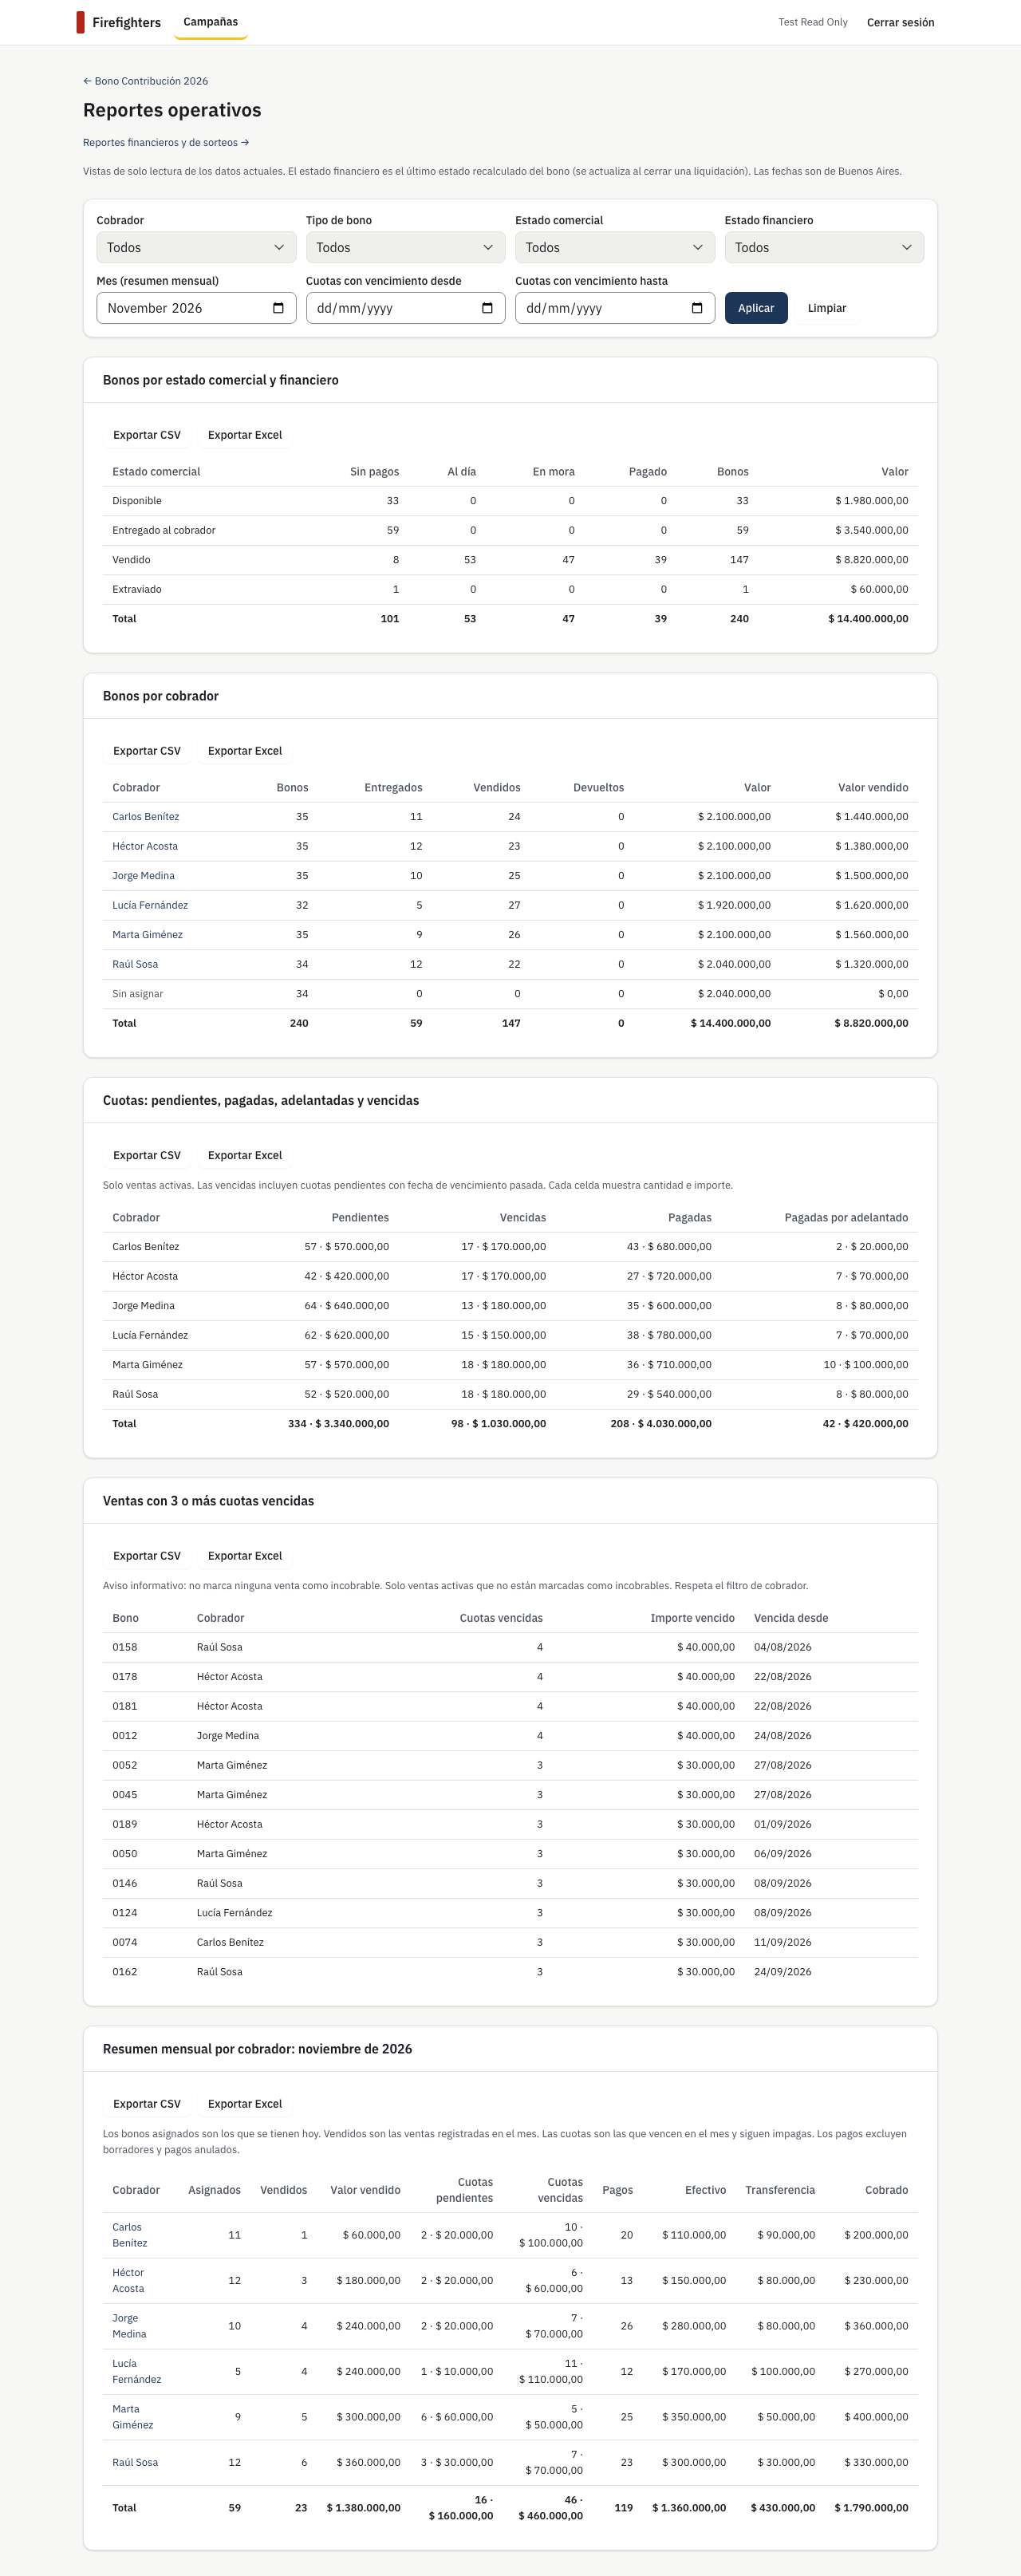 Firefighters Campañas Test Read Only Cerrar sesión
← Bono Contribución 2026
Reportes operativos
Reportes financieros y de sorteos →
Vistas de solo lectura de los datos actuales. El estado financiero es el último estado recalculado del bono (se actualiza al cerrar una liquidación). Las fechas son de Buenos Aires.
Cobrador Tipo de bono Estado comercial Estado financiero
Todos Todos Todos Todos
Mes (resumen mensual) Cuotas con vencimiento desde Cuotas con vencimiento hasta
November 2026 dd/mm/yyyy dd/mm/yyyy Aplicar Limpiar
Bonos por estado comercial y financiero
Exportar CSV Exportar Excel
Estado comercial Sin pagos Al día En mora Pagado Bonos Valor
Disponible 33 0 0 0 33 $ 1.980.000,00
Entregado al cobrador 59 0 0 0 59 $ 3.540.000,00
Vendido 8 53 47 39 147 $ 8.820.000,00
Extraviado 1 0 0 0 1 $ 60.000,00
Total 101 53 47 39 240 $ 14.400.000,00
Bonos por cobrador
Exportar CSV Exportar Excel
Cobrador Bonos Entregados Vendidos Devueltos Valor Valor vendido
Carlos Benítez 35 11 24 0 $ 2.100.000,00 $ 1.440.000,00
Héctor Acosta 35 12 23 0 $ 2.100.000,00 $ 1.380.000,00
Jorge Medina 35 10 25 0 $ 2.100.000,00 $ 1.500.000,00
Lucía Fernández 32 5 27 0 $ 1.920.000,00 $ 1.620.000,00
Marta Giménez 35 9 26 0 $ 2.100.000,00 $ 1.560.000,00
Raúl Sosa 34 12 22 0 $ 2.040.000,00 $ 1.320.000,00
Sin asignar 34 0 0 0 $ 2.040.000,00 $ 0,00
Total 240 59 147 0 $ 14.400.000,00 $ 8.820.000,00
Cuotas: pendientes, pagadas, adelantadas y vencidas
Exportar CSV Exportar Excel
Solo ventas activas. Las vencidas incluyen cuotas pendientes con fecha de vencimiento pasada. Cada celda muestra cantidad e importe.
Cobrador Pendientes Vencidas Pagadas Pagadas por adelantado
Carlos Benítez 57 · $ 570.000,00 17 · $ 170.000,00 43 · $ 680.000,00 2 · $ 20.000,00
Héctor Acosta 42 · $ 420.000,00 17 · $ 170.000,00 27 · $ 720.000,00 7 · $ 70.000,00
Jorge Medina 64 · $ 640.000,00 13 · $ 180.000,00 35 · $ 600.000,00 8 · $ 80.000,00
Lucía Fernández 62 · $ 620.000,00 15 · $ 150.000,00 38 · $ 780.000,00 7 · $ 70.000,00
Marta Giménez 57 · $ 570.000,00 18 · $ 180.000,00 36 · $ 710.000,00 10 · $ 100.000,00
Raúl Sosa 52 · $ 520.000,00 18 · $ 180.000,00 29 · $ 540.000,00 8 · $ 80.000,00
Total 334 · $ 3.340.000,00 98 · $ 1.030.000,00 208 · $ 4.030.000,00 42 · $ 420.000,00
Ventas con 3 o más cuotas vencidas
Exportar CSV Exportar Excel
Aviso informativo: no marca ninguna venta como incobrable. Solo ventas activas que no están marcadas como incobrables. Respeta el filtro de cobrador.
Bono Cobrador Cuotas vencidas Importe vencido Vencida desde
0158 Raúl Sosa 4 $ 40.000,00 04/08/2026
0178 Héctor Acosta 4 $ 40.000,00 22/08/2026
0181 Héctor Acosta 4 $ 40.000,00 22/08/2026
0012 Jorge Medina 4 $ 40.000,00 24/08/2026
0052 Marta Giménez 3 $ 30.000,00 27/08/2026
0045 Marta Giménez 3 $ 30.000,00 27/08/2026
0189 Héctor Acosta 3 $ 30.000,00 01/09/2026
0050 Marta Giménez 3 $ 30.000,00 06/09/2026
0146 Raúl Sosa 3 $ 30.000,00 08/09/2026
0124 Lucía Fernández 3 $ 30.000,00 08/09/2026
0074 Carlos Benítez 3 $ 30.000,00 11/09/2026
0162 Raúl Sosa 3 $ 30.000,00 24/09/2026
Resumen mensual por cobrador: noviembre de 2026
Exportar CSV Exportar Excel
Los bonos asignados son los que se tienen hoy. Vendidos son las ventas registradas en el mes. Las cuotas son las que vencen en el mes y siguen impagas. Los pagos excluyen
borradores y pagos anulados.
Cobrador Asignados Vendidos Valor vendido Cuotas pendientes Cuotas vencidas Pagos Efectivo Transferencia Cobrado
Carlos Benítez 11 1 $ 60.000,00 2 · $ 20.000,00 10 · $ 100.000,00 20 $ 110.000,00 $ 90.000,00 $ 200.000,00
Héctor Acosta 12 3 $ 180.000,00 2 · $ 20.000,00 6 · $ 60.000,00 13 $ 150.000,00 $ 80.000,00 $ 230.000,00
Jorge Medina 10 4 $ 240.000,00 2 · $ 20.000,00 7 · $ 70.000,00 26 $ 280.000,00 $ 80.000,00 $ 360.000,00
Lucía Fernández 5 4 $ 240.000,00 1 · $ 10.000,00 11 · $ 110.000,00 12 $ 170.000,00 $ 100.000,00 $ 270.000,00
Marta Giménez 9 5 $ 300.000,00 6 · $ 60.000,00 5 · $ 50.000,00 25 $ 350.000,00 $ 50.000,00 $ 400.000,00
Raúl Sosa 12 6 $ 360.000,00 3 · $ 30.000,00 7 · $ 70.000,00 23 $ 300.000,00 $ 30.000,00 $ 330.000,00
Total 59 23 $ 1.380.000,00 16 · $ 160.000,00 46 · $ 460.000,00 119 $ 1.360.000,00 $ 430.000,00 $ 1.790.000,00